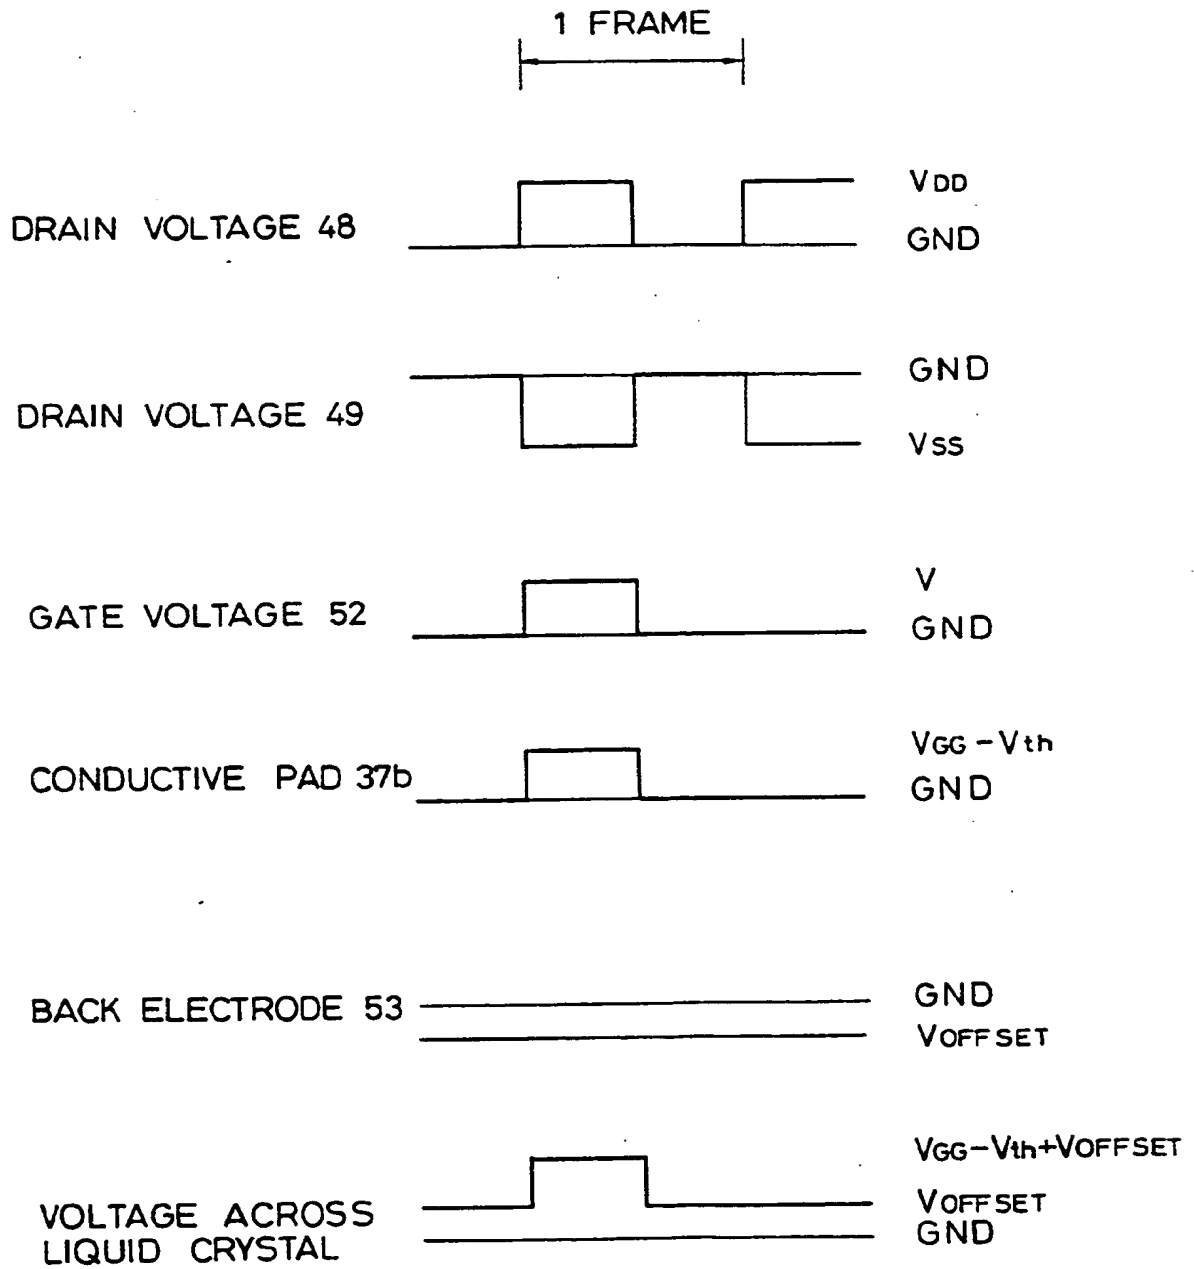 1 FRAME
VDD
DRAIN VOLTAGE 48
GND
GND
DRAIN VOLTAGE 49
VSS
V
GATE VOLTAGE 52
GND
VGG - Vth
CONDUCTIVE PAD 37b
GND
GND
BACK ELECTRODE 53
VOFFSET
VGG-Vth+VOFFSET
VOFFSET
VOLTAGE ACROSS
GND
LIQUID CRYSTAL